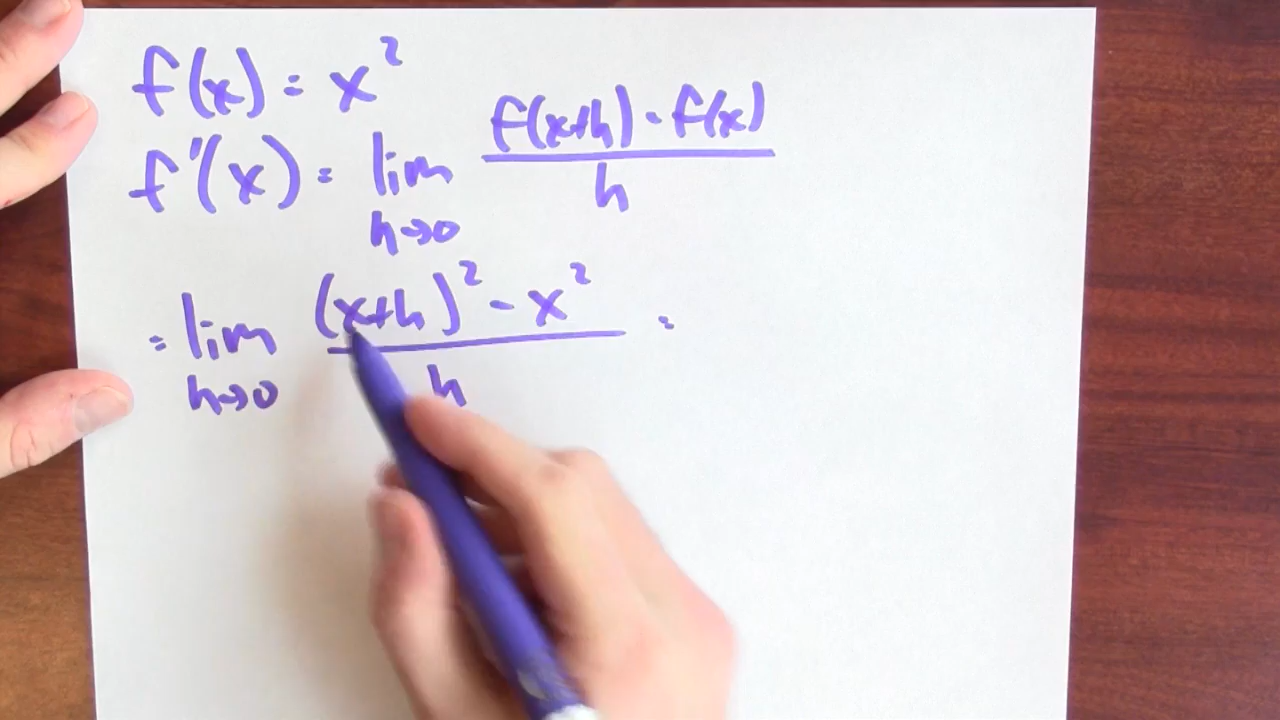 f(x) = x²
f'(x) = lim h→0 f(x+h) - f(x) / h
= lim h→0 (x+h)² - x² / h =